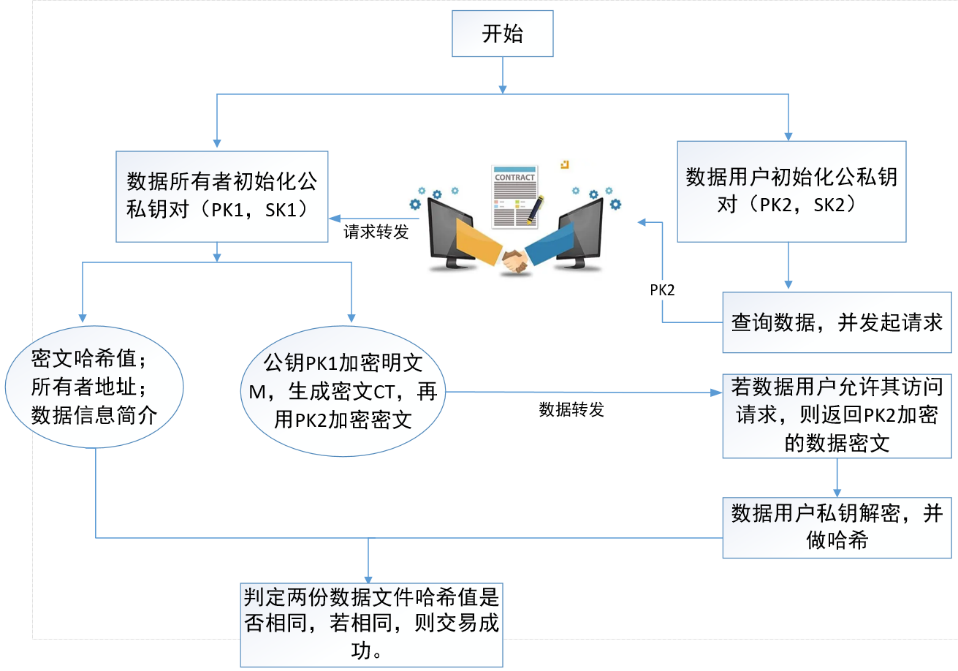 开始
数据所有者初始化公
私钥对（PK1，SK1）
CONTRACT
请求转发
数据用户初始化公私钥
对（PK2，SK2）
PK2
查询数据，并发起请求
密文哈希值；
所有者地址；
数据信息简介
公钥PK1加密明文
M，生成密文CT，再
用PK2加密密文
数据转发
若数据用户允许其访问
请求，则返回PK2加密
的数据密文
数据用户私钥解密，并
做哈希
判定两份数据文件哈希值是
否相同，若相同，则交易成
功。